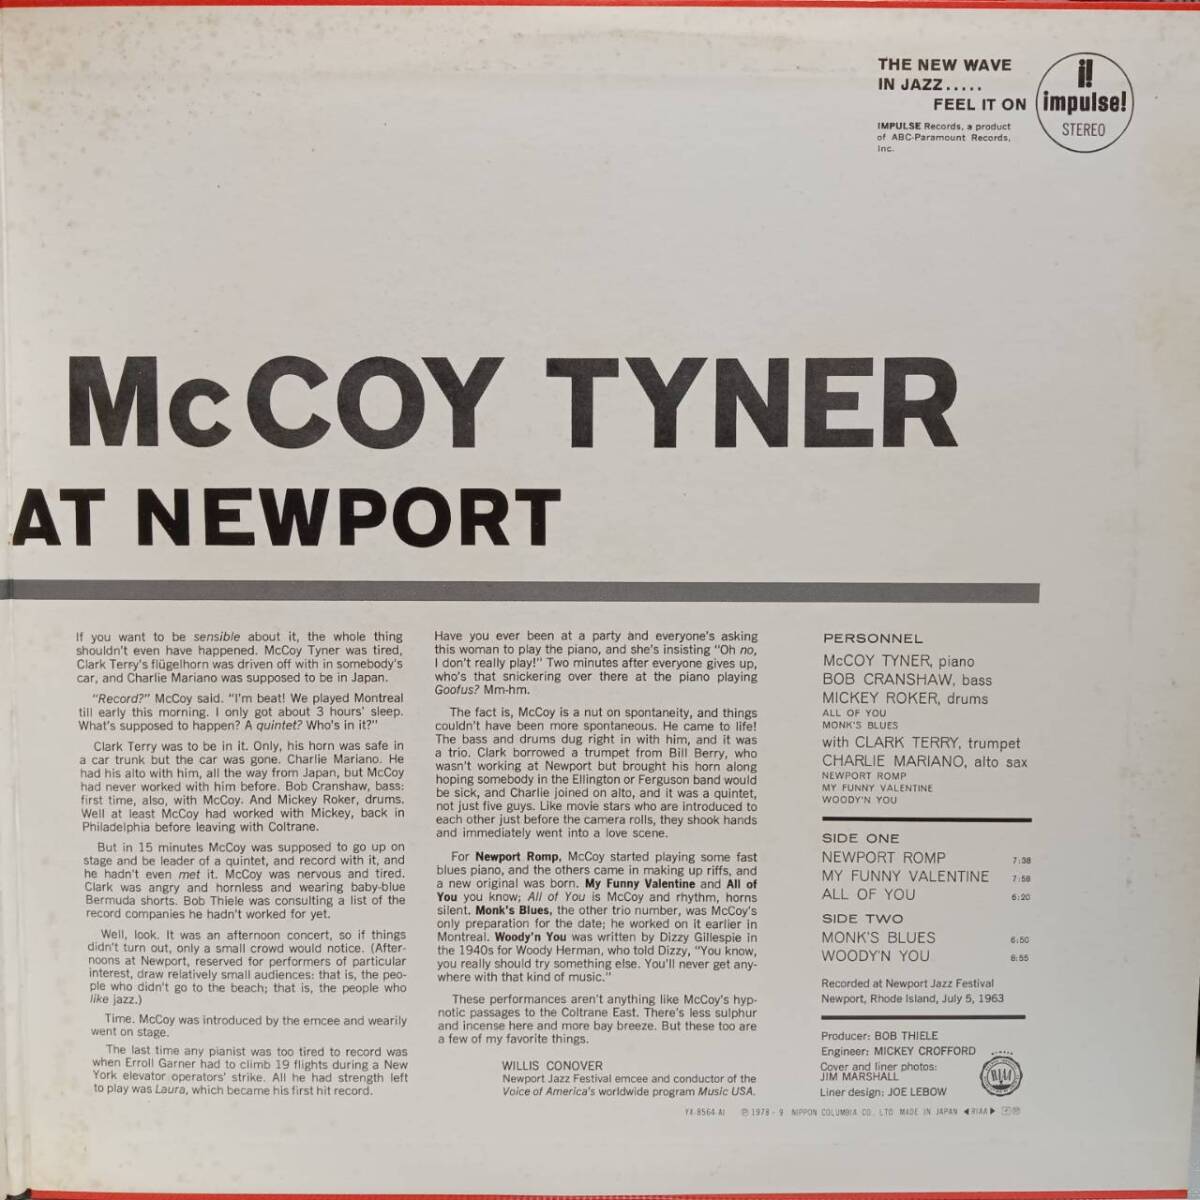 THE NEW WAVE
IN JAZZ.....
FEEL IT ON
IMPULSE Records, a product
of ABC-Paramount Records,
Inc.
i!
impulse!
STEREO
McCOY TYNER
AT NEWPORT
If you want to be sensible about it, the whole thing
shouldn't even have happened. McCoy Tyner was tired,
Clark Terry's flügelhorn was driven off with in somebody's
car, and Charlie Mariano was supposed to be in Japan.
"Record?" McCoy said. "I'm beat! We played Montreal
till early this morning. I only got about 3 hours' sleep.
What's supposed to happen? A quintet? Who's in it?"
Clark Terry was to be in it. Only, his horn was safe in
a car trunk but the car was gone. Charlie Mariano. He
had his alto with him, all the way from Japan, but McCoy
had never worked with him before. Bob Cranshaw, bass:
first time, also, with McCoy. And Mickey Roker, drums.
Well at least McCoy had worked with Mickey, back in
Philadelphia before leaving with Coltrane.
But in 15 minutes McCoy was supposed to go up on
stage and be leader of a quintet, and record with it, and
he hadn't even met it. McCoy was nervous and tired.
Clark was angry and hornless and wearing baby-blue
Bermuda shorts. Bob Thiele was consulting a list of the
record companies he hadn't worked for yet.
Well, look. It was an afternoon concert, so if things
didn't turn out, only a small crowd would notice. (After-
noons at Newport, reserved for performers of particular
interest, draw relatively small audiences: that is, the peo-
ple who didn't go to the beach; that is, the people who
like jazz.)
Time. McCoy was introduced by the emcee and wearily
went on stage.
The last time any pianist was too tired to record was
when Erroll Garner had to climb 19 flights during a New
York elevator operators' strike. All he had strength left
to play was Laura, which became his first hit record.
Have you ever been at a party and everyone's asking
this woman to play the piano, and she's insisting "Oh no,
I don't really play!" Two minutes after everyone gives up,
who's that snickering over there at the piano playing
Goofus? Mm-hm.
The fact is, McCoy is a nut on spontaneity, and things
couldn't have been more spontaneous. He came to life!
The bass and drums dug right in with him, and it was
a trio. Clark borrowed a trumpet from Bill Berry, who
wasn't working at Newport but brought his horn along
hoping somebody in the Ellington or Ferguson band would
be sick, and Charlie joined on alto, and it was a quintet,
not just five guys. Like movie stars who are introduced to
each other just before the camera rolls, they shook hands
and immediately went into a love scene.
For Newport Romp, McCoy started playing some fast
blues piano, and the others came in making up riffs, and
a new original was born. My Funny Valentine and All of
You you know; All of You is McCoy and rhythm, horns
silent. Monk's Blues, the other trio number, was McCoy's
only preparation for the date; he worked on it earlier in
Montreal. Woody'n You was written by Dizzy Gillespie in
the 1940s for Woody Herman, who told Dizzy, "You know,
you really should try something else. You'll never get any-
where with that kind of music."
These performances aren't anything like McCoy's hyp-
notic passages to the Coltrane East. There's less sulphur
and incense here and more bay breeze. But these too are
a few of my favorite things.
WILLIS CONOVER
Newport Jazz Festival emcee and conductor of the
Voice of America's worldwide program Music USA.
PERSONNEL
McCOY TYNER, piano
BOB CRANSHAW, bass
MICKEY ROKER, drums
ALL OF YOU
MONK'S BLUES
with CLARK TERRY, trumpet
CHARLIE MARIANO, alto sax
NEWPORT ROMP
MY FUNNY VALENTINE
WOODY'N YOU
SIDE ONE
NEWPORT ROMP 7:38
MY FUNNY VALENTINE 7:58
ALL OF YOU 6:20
SIDE TWO
MONK'S BLUES 6:50
WOODY'N YOU 8:55
Recorded at Newport Jazz Festival
Newport, Rhode Island, July 5, 1963
Producer: BOB THIELE
Engineer: MICKEY CROFFORD
Cover and liner photos:
JIM MARSHALL
Liner design: JOE LEBOW
YX-8564-AI ℗ 1978-9 NIPPON COLUMBIA CO., LTD. MADE IN JAPAN ◀RIAA▶